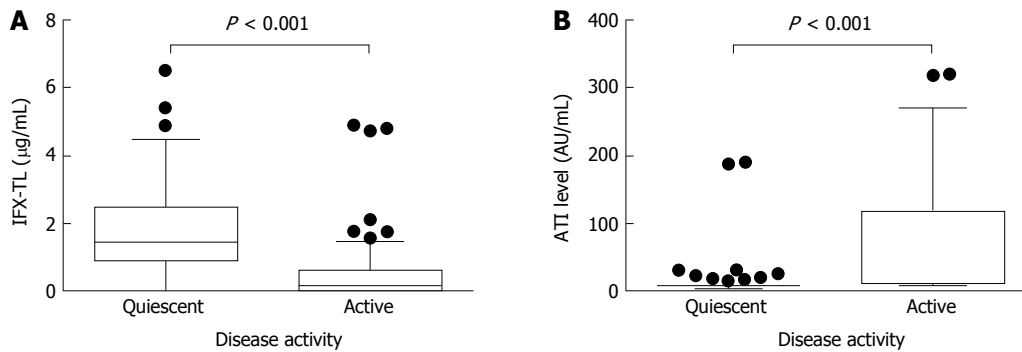 A
P < 0.001
8
6
4
2
0
IFX-TL (μg/mL)
Quiescent
Active
Disease activity
B
P < 0.001
400
300
200
100
0
ATI level (AU/mL)
Quiescent
Active
Disease activity